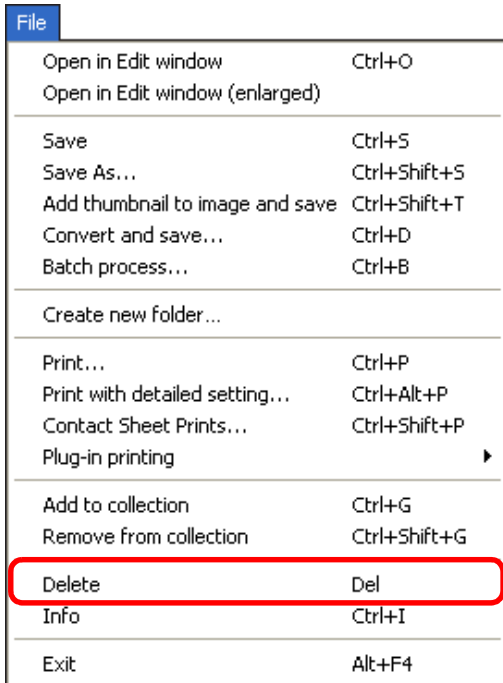 File
Open in Edit window Ctrl+O
Open in Edit window (enlarged)
Save Ctrl+S
Save As... Ctrl+Shift+S
Add thumbnail to image and save Ctrl+Shift+T
Convert and save... Ctrl+D
Batch process... Ctrl+B
Create new folder...
Print... Ctrl+P
Print with detailed setting... Ctrl+Alt+P
Contact Sheet Prints... Ctrl+Shift+P
Plug-in printing
Add to collection Ctrl+G
Remove from collection Ctrl+Shift+G
Delete Del
Info Ctrl+I
Exit Alt+F4